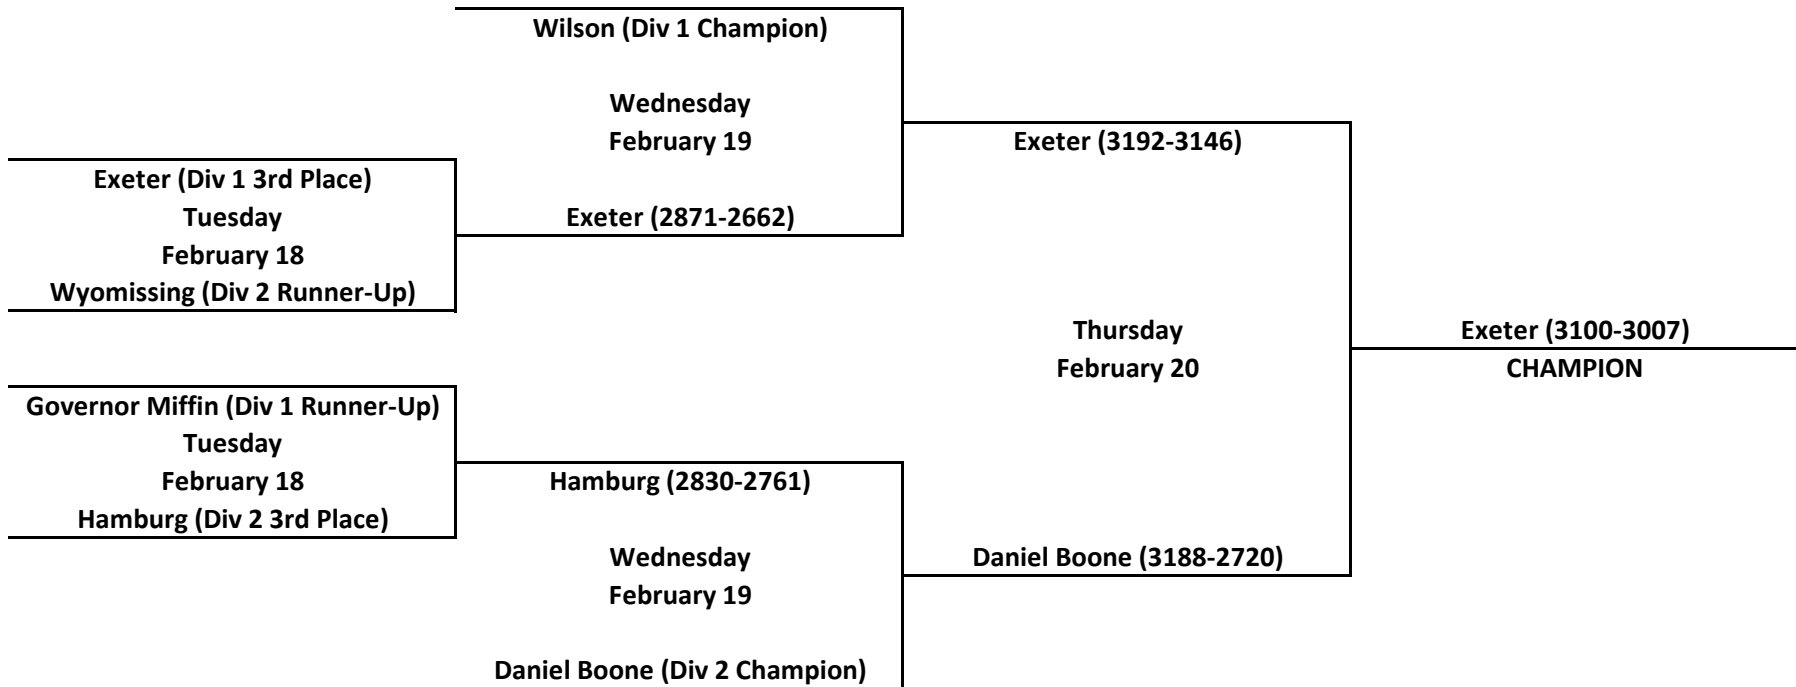 Wilson (Div 1 Champion)
Wednesday
February 19
Exeter (3192-3146)
Exeter (Div 1 3rd Place)
Tuesday
Exeter (2871-2662)
February 18
Wyomissing (Div 2 Runner-Up)
Thursday
Exeter (3100-3007)
February 20
CHAMPION
Governor Miffin (Div 1 Runner-Up)
Tuesday
February 18
Hamburg (2830-2761)
Hamburg (Div 2 3rd Place)
Wednesday
Daniel Boone (3188-2720)
February 19
Daniel Boone (Div 2 Champion)